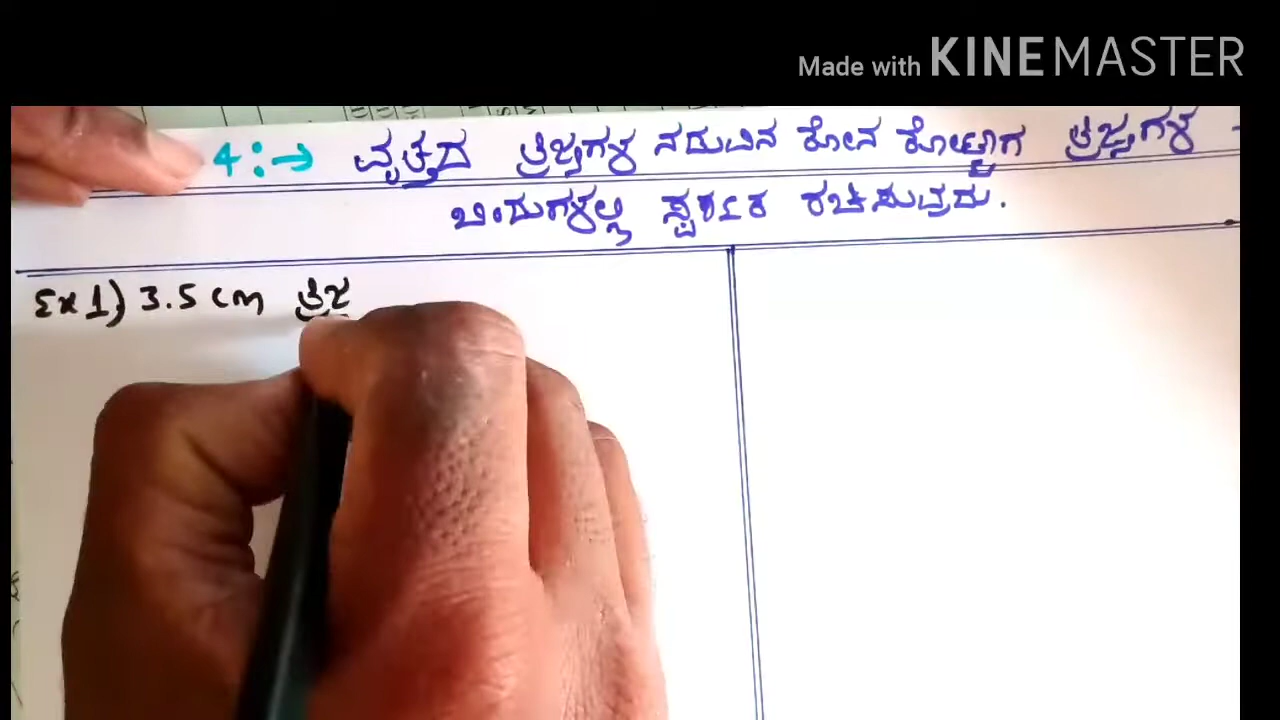 Made with KINEMASTER
4:→ ವೃತ್ತದ ತ್ರಿಜ್ಯಗಳ ನಡುವಿನ ಕೋನ ಕೊಟ್ಟಾಗ ತ್ರಿಜ್ಯಗಳ -
ಬಿಂದುಗಳಲ್ಲಿ ಸ್ಪರ್ಶಕ ರಚಿಸುವುದು.
Ex 1) 3.5 cm ತ್ರಿಜ್ಯ